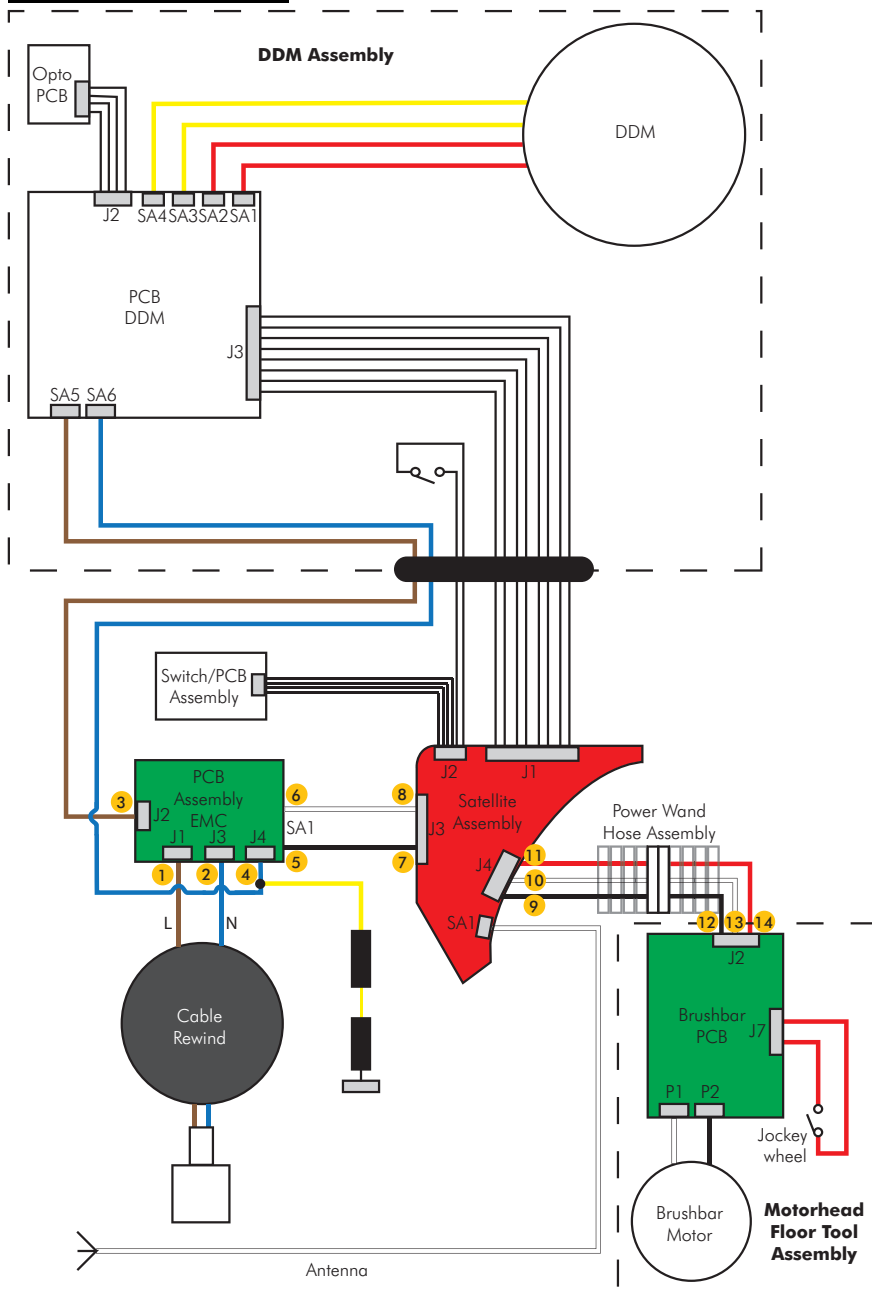 DDM Assembly
Opto
PCB
DDM
J2
SA4
SA3
SA2
SA1
PCB
DDM
J3
SA5
SA6
Switch/PCB
Assembly
J2
J1
PCB
Assembly
EMC
3
J2
J1
J3
J4
6
SA1
5
8
J3
7
Satellite
Assembly
1
2
4
Power Wand
Hose Assembly
J4
11
10
9
SA1
12
13
14
L
N
J2
Cable
Rewind
Brushbar
PCB
J7
P1
P2
Jockey
wheel
Brushbar
Motor
Motorhead
Floor Tool
Assembly
Antenna